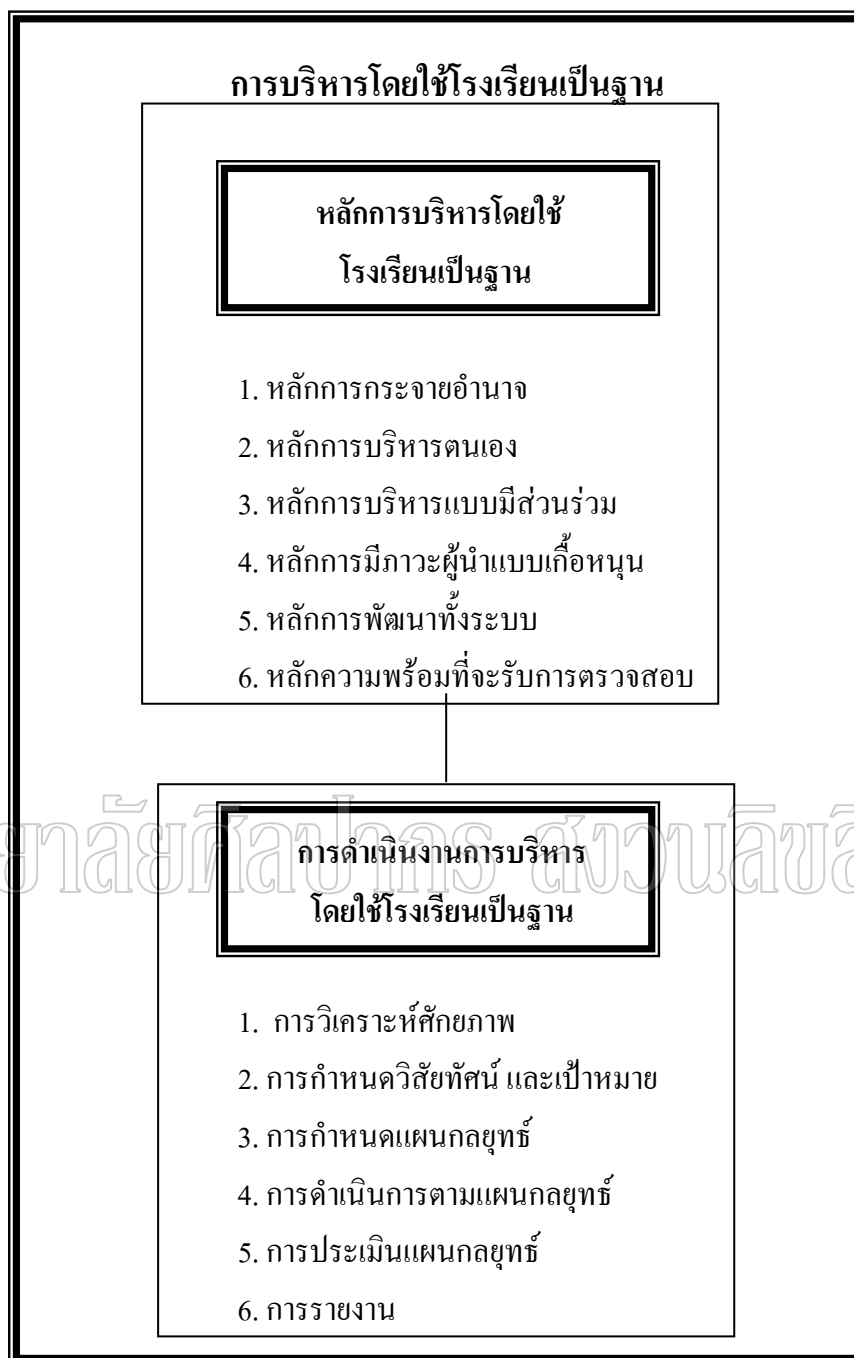 การบริหารโดยใช้โรงเรียนเป็นฐาน
หลักการบริหารโดยใช้
โรงเรียนเป็นฐาน
1. หลักการกระจายอำนาจ
2. หลักการบริหารตนเอง
3. หลักการบริหารแบบมีส่วนร่วม
4. หลักการมีภาวะผู้นำแบบเกื้อหนุน
5. หลักการพัฒนาทั้งระบบ
6. หลักความพร้อมที่จะรับการตรวจสอบ
การดำเนินงานการบริหาร
โดยใช้โรงเรียนเป็นฐาน
1. การวิเคราะห์ศักยภาพ
2. การกำหนดวิสัยทัศน์ และเป้าหมาย
3. การกำหนดแผนกลยุทธ์
4. การดำเนินการตามแผนกลยุทธ์
5. การประเมินแผนกลยุทธ์
6. การรายงาน